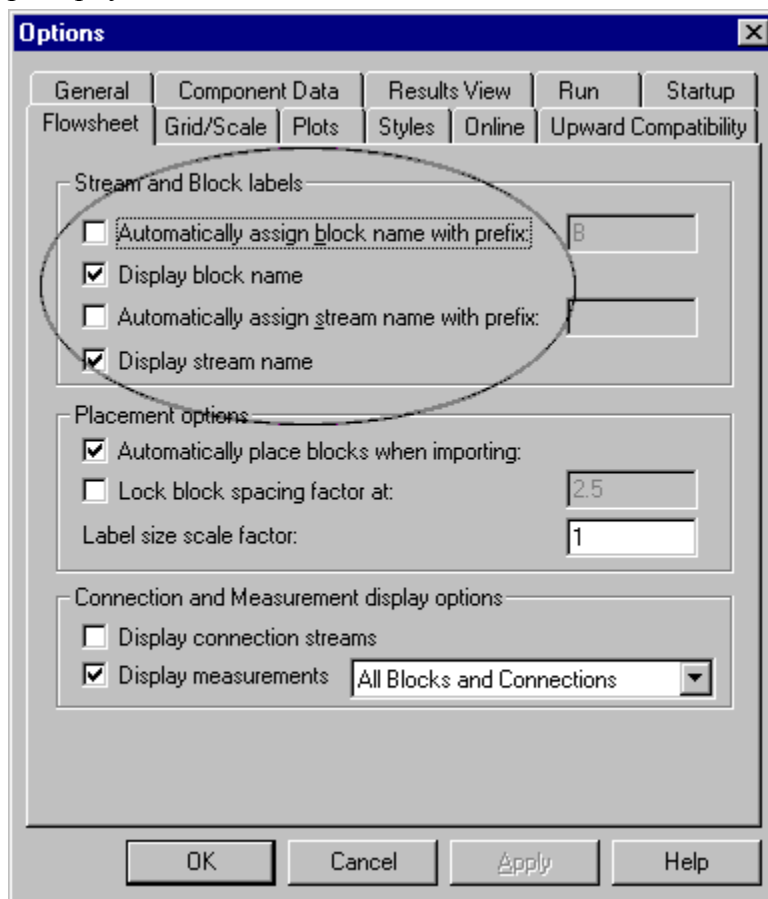 Options
General Component Data Results View Run Startup
Flowsheet Grid/Scale Plots Styles Online Upward Compatibility
Stream and Block labels
Automatically assign block name with prefix: B
Display block name
Automatically assign stream name with prefix:
Display stream name
Placement options
Automatically place blocks when importing:
Lock block spacing factor at: 2.5
Label size scale factor: 1
Connection and Measurement display options
Display connection streams
Display measurements All Blocks and Connections
OK Cancel Apply Help